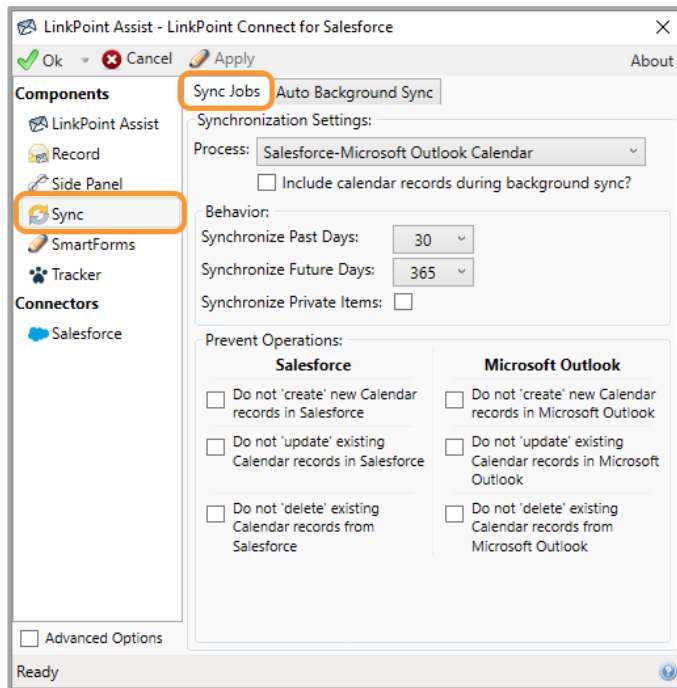 LinkPoint Assist - LinkPoint Connect for Salesforce
Ok Cancel Apply About
Components
LinkPoint Assist
Record
Side Panel
Sync
SmartForms
Tracker
Connectors
Salesforce
Advanced Options
Sync Jobs Auto Background Sync
Synchronization Settings:
Process: Salesforce-Microsoft Outlook Calendar
Include calendar records during background sync?
Behavior:
Synchronize Past Days: 30
Synchronize Future Days: 365
Synchronize Private Items:
Prevent Operations:
Salesforce
Do not 'create' new Calendar
records in Salesforce
Do not 'update' existing
Calendar records in Salesforce
Do not 'delete' existing
Calendar records from
Salesforce
Microsoft Outlook
Do not 'create' new Calendar
records in Microsoft Outlook
Do not 'update' existing
Calendar records in Microsoft
Outlook
Do not 'delete' existing
Calendar records from
Microsoft Outlook
Ready